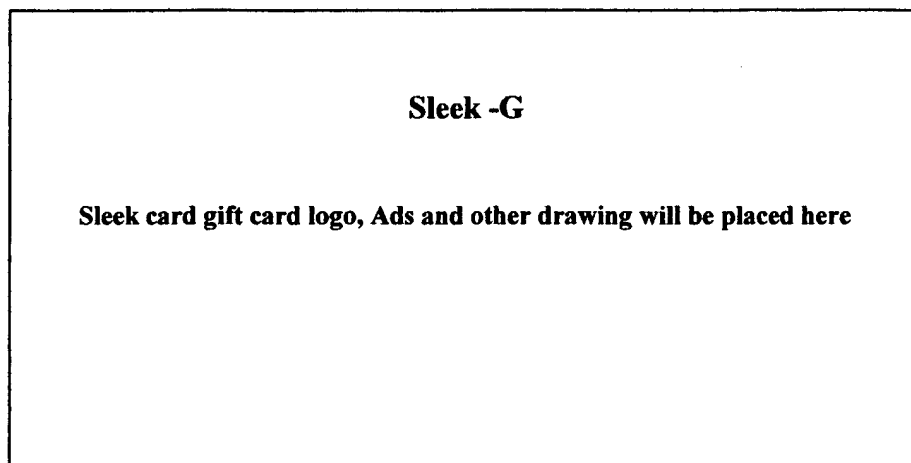 Sleek -G
Sleek card gift card logo, Ads and other drawing will be placed here